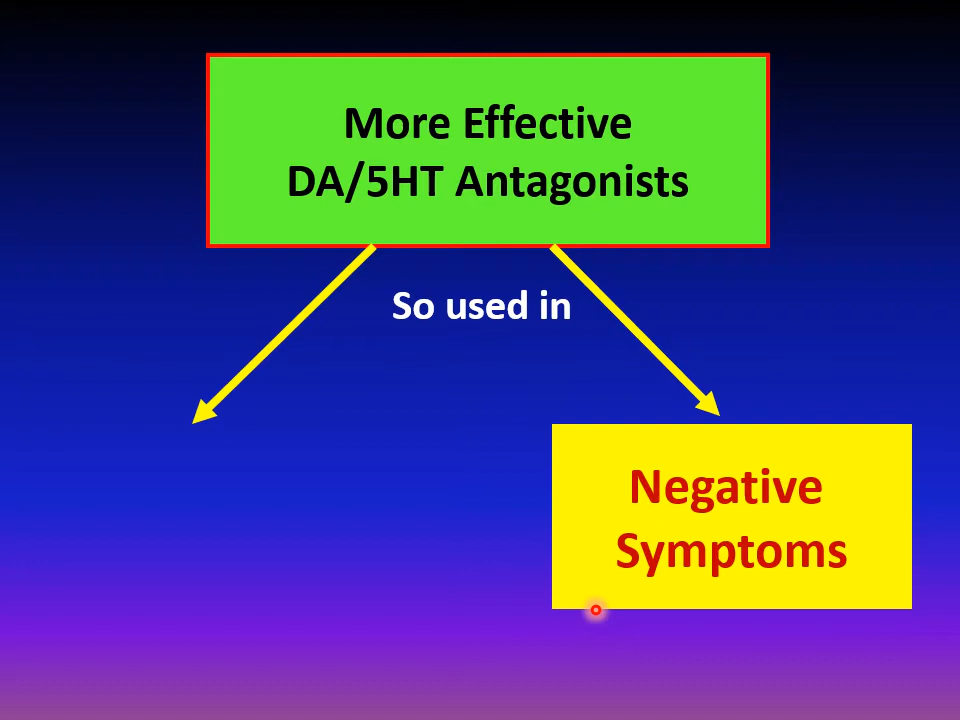 More Effective
DA/5HT Antagonists
So used in
Negative
Symptoms